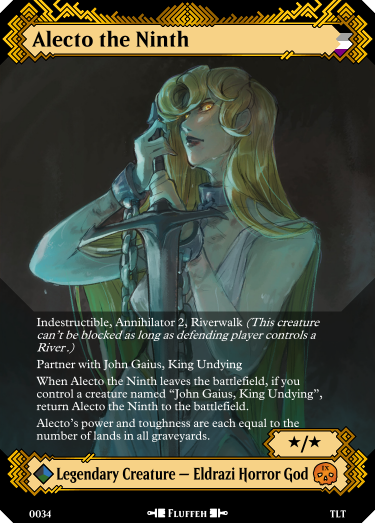 Alecto the Ninth
Indestructible, Annihilator 2, Riverwalk (This creature
can't be blocked as long as defending player controls a
River.)
Partner with John Gaius, King Undying
When Alecto the Ninth leaves the battlefield, if you
control a creature named “John Gaius, King Undying”,
return Alecto the Ninth to the battlefield.
Alecto's power and toughness are each equal to the
number of lands in all graveyards.
★/★
Legendary Creature — Eldrazi Horror God
IX
0034 Fluffeh TLT